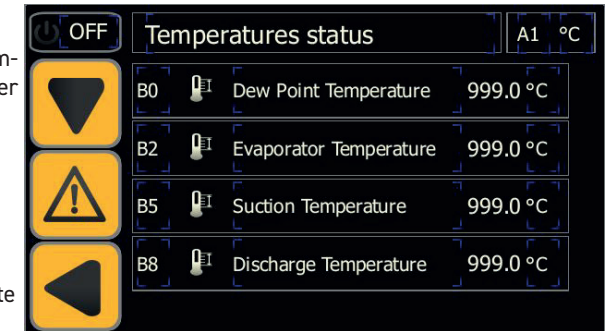 OFF Temperatures status A1 °C
B0 Dew Point Temperature 999.0 °C
B2 Evaporator Temperature 999.0 °C
B5 Suction Temperature 999.0 °C
B8 Discharge Temperature 999.0 °C